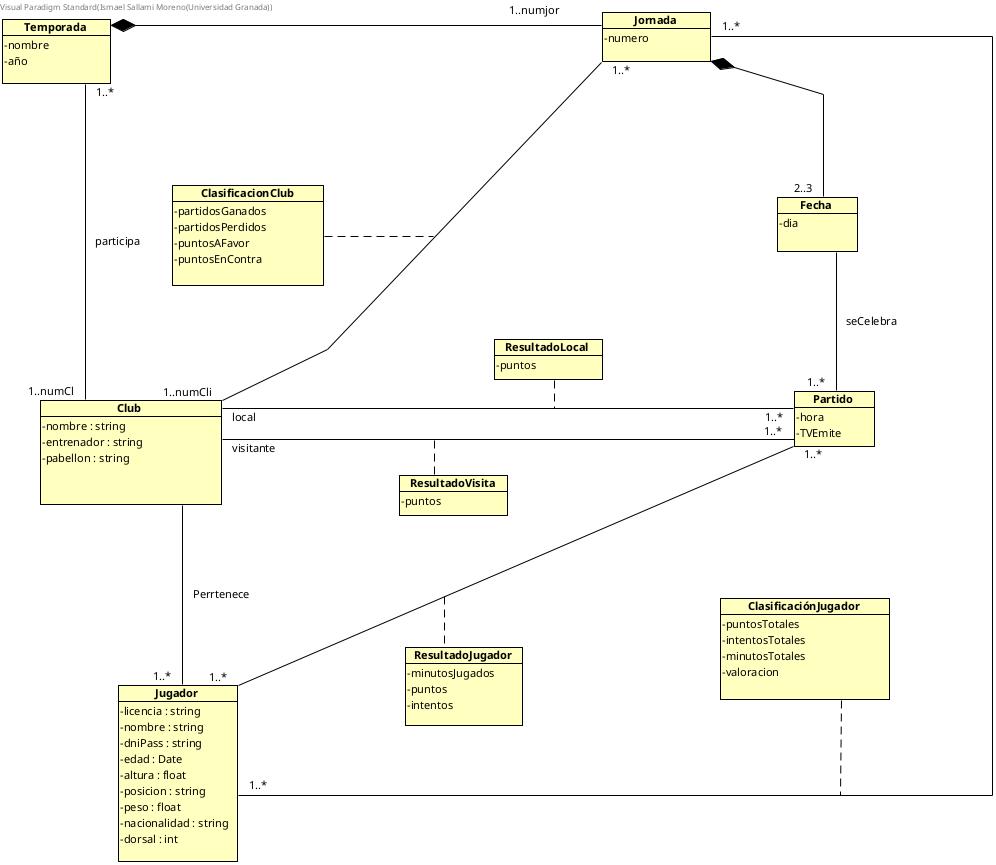 Visual Paradigm Standard(Ismael Sallami Moreno(Universidad Granada))
Temporada
-nombre
-año
1..*
1..numjor
Jornada
-numero
1..*
1..*
2..3
Fecha
-dia
ClasificacionClub
-partidosGanados
-partidosPerdidos
-puntosAFavor
-puntosEnContra
participa
seCelebra
ResultadoLocal
-puntos
1..numCl
1..numCli
1..*
Club
-nombre : string
-entrenador : string
-pabellon : string
local
1..*
visitante
1..*
Partido
-hora
-TVEmite
1..*
ResultadoVisita
-puntos
Perrtenece
ClasificaciónJugador
-puntosTotales
-intentosTotales
-minutosTotales
-valoracion
ResultadoJugador
-minutosJugados
-puntos
-intentos
1..*
1..*
Jugador
-licencia : string
-nombre : string
-dniPass : string
-edad : Date
-altura : float
-posicion : string
-peso : float
-nacionalidad : string
-dorsal : int
1..*